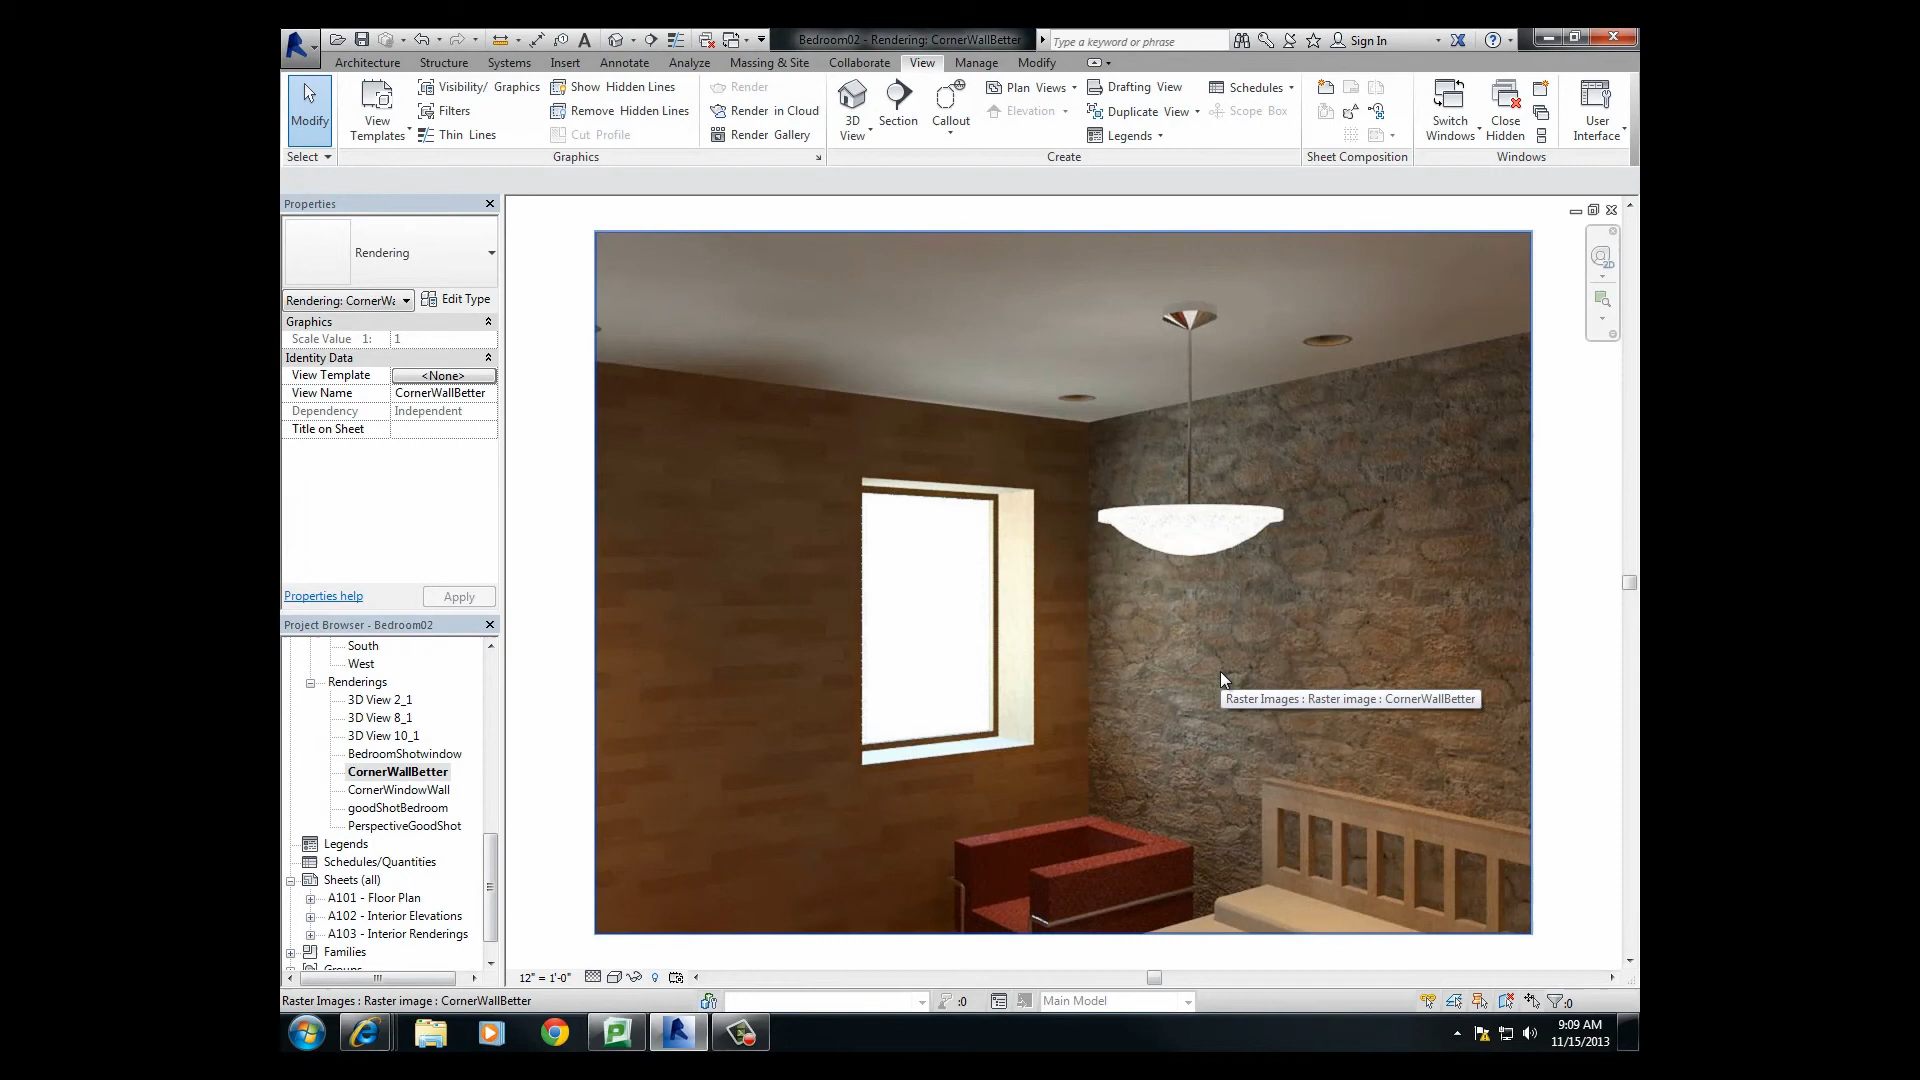 Bedroom02 - Rendering: CornerWallBetter
Type a keyword or phrase
Sign In
Architecture Structure Systems Insert Annotate Analyze Massing & Site Collaborate View Manage Modify
Modify
Select
View Templates
Visibility/ Graphics
Filters
Thin Lines
Show Hidden Lines
Remove Hidden Lines
Cut Profile
Graphics
Render
Render in Cloud
Render Gallery
3D View
Section
Callout
Plan Views
Elevation
Drafting View
Duplicate View
Legends
Schedules
Scope Box
Create
Sheet Composition
Switch Windows
Close Hidden
User Interface
Windows
Properties
Rendering
Rendering: CornerWa
Edit Type
Graphics
Scale Value 1: 1
Identity Data
View Template <None>
View Name CornerWallBetter
Dependency Independent
Title on Sheet
Properties help
Apply
Project Browser - Bedroom02
South
West
Renderings
3D View 2_1
3D View 8_1
3D View 10_1
BedroomShotwindow
CornerWallBetter
CornerWindowWall
goodShotBedroom
PerspectiveGoodShot
Legends
Schedules/Quantities
Sheets (all)
A101 - Floor Plan
A102 - Interior Elevations
A103 - Interior Renderings
Families
Groups
2D
Raster Images : Raster image : CornerWallBetter
12" = 1'-0"
Raster Images : Raster image : CornerWallBetter
:0
Main Model
:0
9:09 AM
11/15/2013